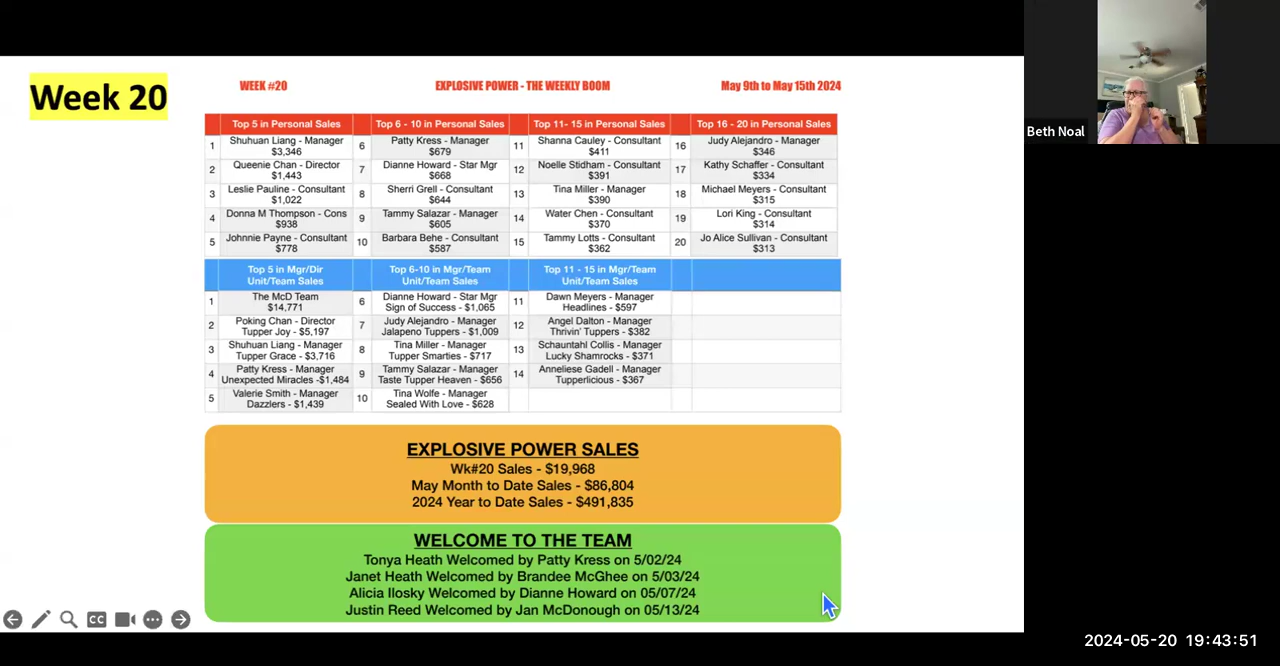 Week 20
WEEK #20 EXPLOSIVE POWER - THE WEEKLY BOOM May 9th to May 15th 2024
Top 5 in Personal Sales Top 6 - 10 in Personal Sales Top 11- 15 in Personal Sales Top 16 - 20 in Personal Sales
1 Shuhuan Liang - Manager 6 Patty Kress - Manager 11 Shanna Cauley - Consultant 16 Judy Alejandro - Manager
$3,346 $679 $411 $346
2 Queenie Chan - Director 7 Dianne Howard - Star Mgr 12 Noelle Stidham - Consultant 17 Kathy Schaffer - Consultant
$1,443 $668 $391 $334
3 Leslie Pauline - Consultant 8 Sherri Grell - Consultant 13 Tina Miller - Manager 18 Michael Meyers - Consultant
$1,022 $644 $390 $315
4 Donna M Thompson - Cons 9 Tammy Salazar - Manager 14 Water Chen - Consultant 19 Lori King - Consultant
$938 $605 $370 $314
5 Johnnie Payne - Consultant 10 Barbara Behe - Consultant 15 Tammy Lotts - Consultant 20 Jo Alice Sullivan - Consultant
$778 $587 $362 $313
Top 5 in Mgr/Dir Top 6-10 in Mgr/Team Top 11 - 15 in Mgr/Team
Unit/Team Sales Unit/Team Sales Unit/Team Sales
1 The McD Team 6 Dianne Howard - Star Mgr 11 Dawn Meyers - Manager
$14,771 Sign of Success - $1,065 Headlines - $597
2 Poking Chan - Director 7 Judy Alejandro - Manager 12 Angel Dalton - Manager
Tupper Joy - $5,197 Jalapeno Tuppers - $1,009 Thrivin' Tuppers - $382
3 Shuhuan Liang - Manager 8 Tina Miller - Manager 13 Schauntahl Collis - Manager
Tupper Grace - $3,716 Tupper Smarties - $717 Lucky Shamrocks - $371
4 Patty Kress - Manager 9 Tammy Salazar - Manager 14 Anneliese Gadell - Manager
Unexpected Miracles -$1,484 Taste Tupper Heaven - $656 Tupperlicious - $367
5 Valerie Smith - Manager 10 Tina Wolfe - Manager
Dazzlers - $1,439 Sealed With Love - $628
EXPLOSIVE POWER SALES
Wk#20 Sales - $19,968
May Month to Date Sales - $86,804
2024 Year to Date Sales - $491,835
WELCOME TO THE TEAM
Tonya Heath Welcomed by Patty Kress on 5/02/24
Janet Heath Welcomed by Brandee McGhee on 5/03/24
Alicia Ilosky Welcomed by Dianne Howard on 05/07/24
Justin Reed Welcomed by Jan McDonough on 05/13/24
CC
Beth Noal
2024-05-20 19:43:51